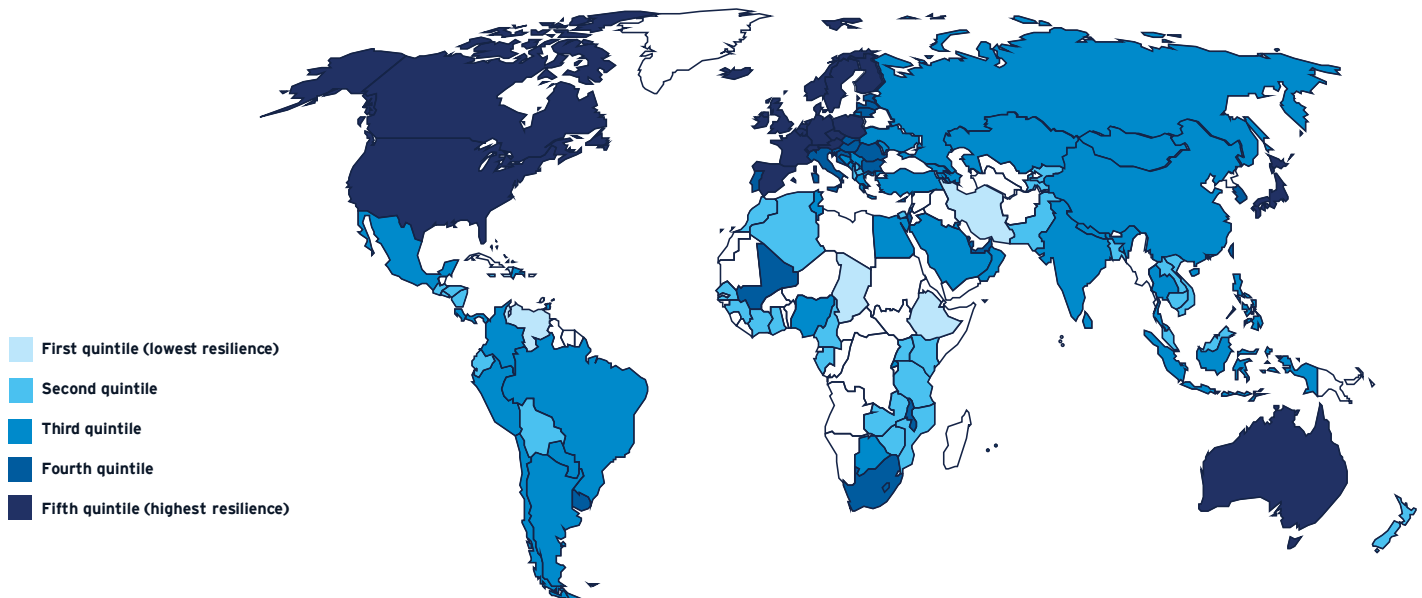 First quintile (lowest resilience)
Second quintile
Third quintile
Fourth quintile
Fifth quintile (highest resilience)